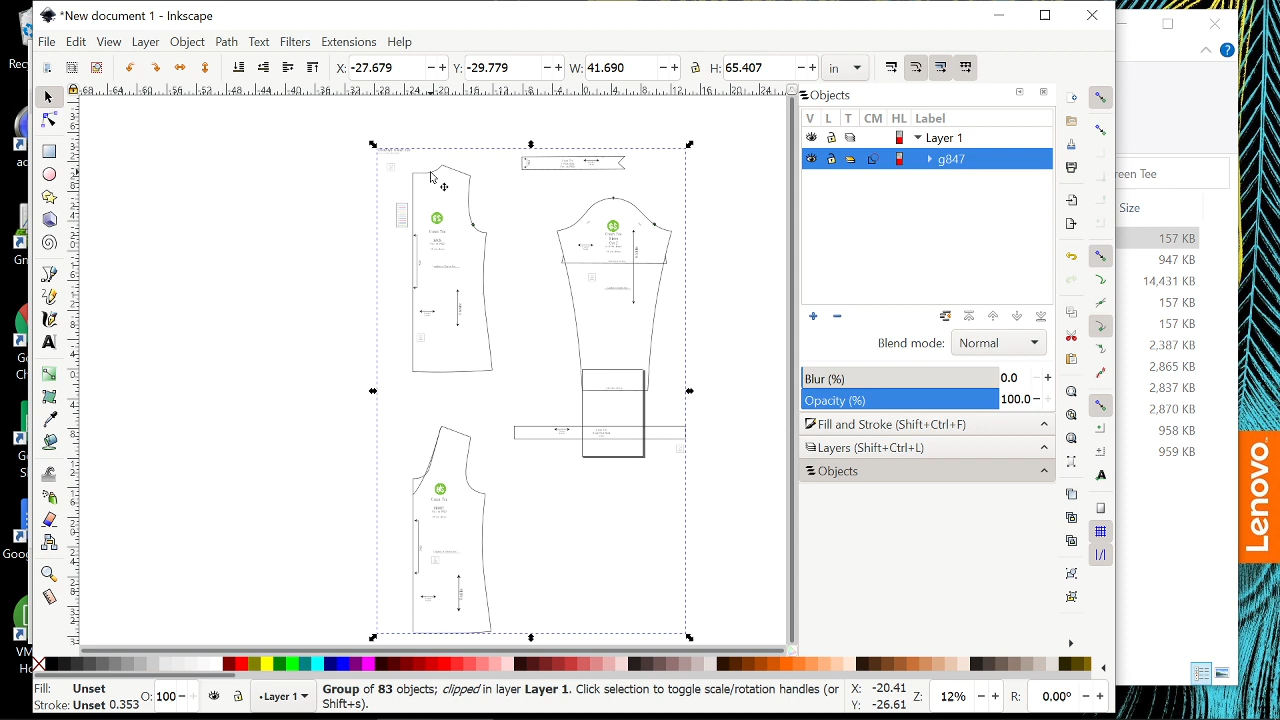 *New document 1 - Inkscape
File Edit View Layer Object Path Text Filters Extensions Help
X: -27.679 Y: -29.779 W: 41.690 H: 65.407 in
Objects
V L T CM HL Label
Layer 1
g847
Blend mode: Normal
Blur (%) 0.0
Opacity (%) 100.0
Fill and Stroke (Shift+Ctrl+F)
Layers (Shift+Ctrl+L)
Objects
reen Tee
Size
157 KB
947 KB
14,431 KB
157 KB
157 KB
2,387 KB
2,865 KB
2,837 KB
2,870 KB
958 KB
959 KB
Lenovo
Fill: Unset
Stroke: Unset 0.353
O: 100
Layer 1
Group of 83 objects; clipped in layer Layer 1. Click selection to toggle scale/rotation handles (or Shift+s).
X: -20.41
Y: -26.61
Z: 12%
R: 0.00°